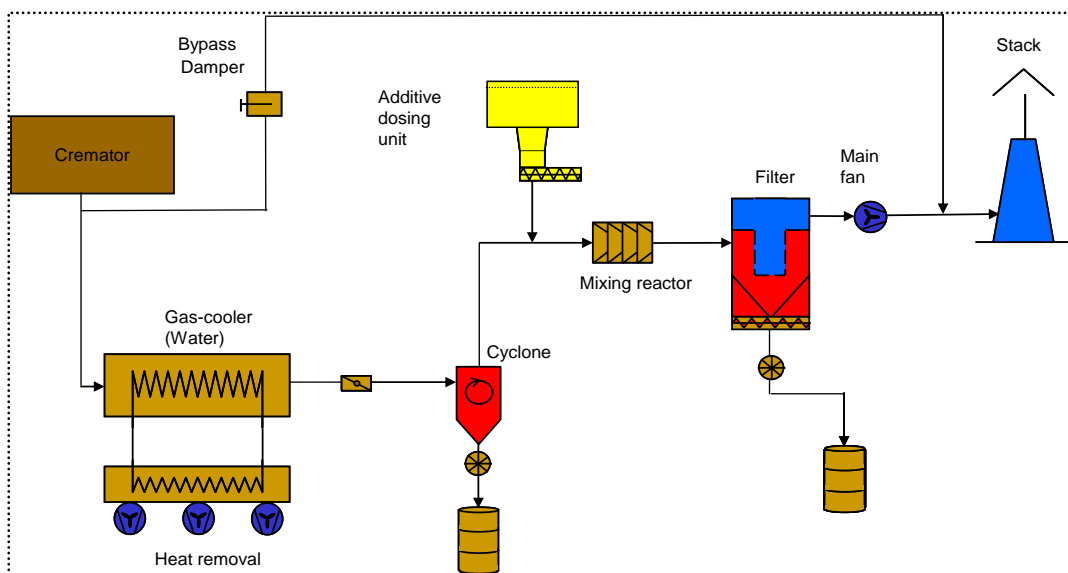 Bypass
Damper
Stack
Additive
dosing
unit
Cremator
Main
fan
Filter
Mixing reactor
Gas-cooler
(Water)
Cyclone
Heat removal